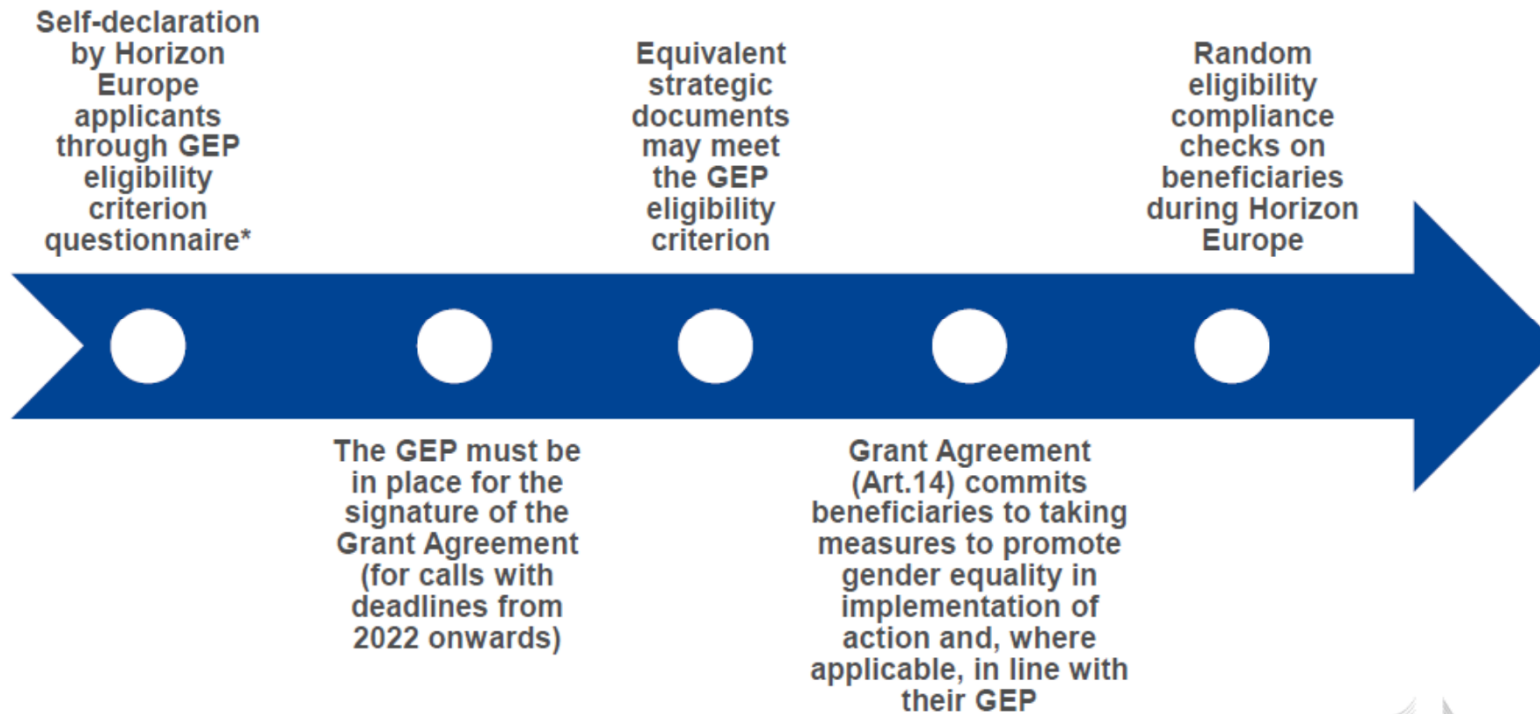 Self-declaration
by Horizon
Europe
applicants
through GEP
eligibility
criterion
questionnaire*
The GEP must be
in place for the
signature of the
Grant Agreement
(for calls with
deadlines from
2022 onwards)
Equivalent
strategic
documents
may meet
the GEP
eligibility
criterion
Grant Agreement
(Art.14) commits
beneficiaries to taking
measures to promote
gender equality in
implementation of
action and, where
applicable, in line with
their GEP
Random
eligibility
compliance
checks on
beneficiaries
during Horizon
Europe